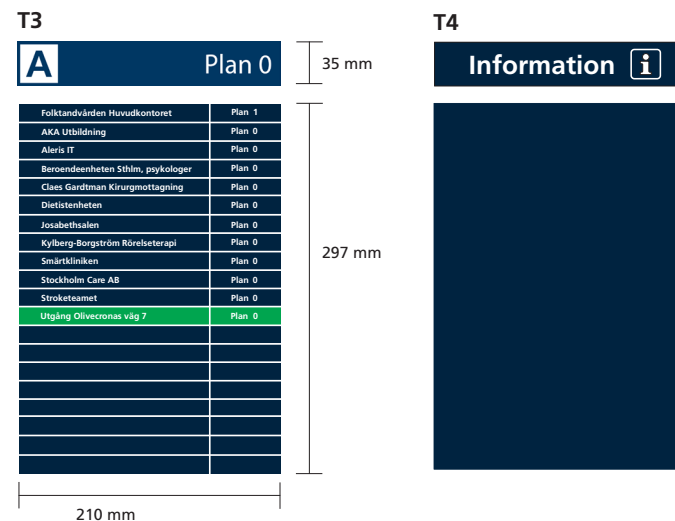 T3
A Plan 0
35 mm
Folktandvården Huvudkontoret Plan 1
AKA Utbildning Plan 0
Aleris IT Plan 0
Beroendeenheten Sthlm, psykologer Plan 0
Claes Gardtman Kirurgmottagning Plan 0
Dietistenheten Plan 0
Josabethsalen Plan 0
Kylberg-Borgström Rörelseterapi Plan 0
Smärtkliniken Plan 0
Stockholm Care AB Plan 0
Stroketeamet Plan 0
Utgång Olivecronas väg 7 Plan 0
297 mm
210 mm
T4
Information i